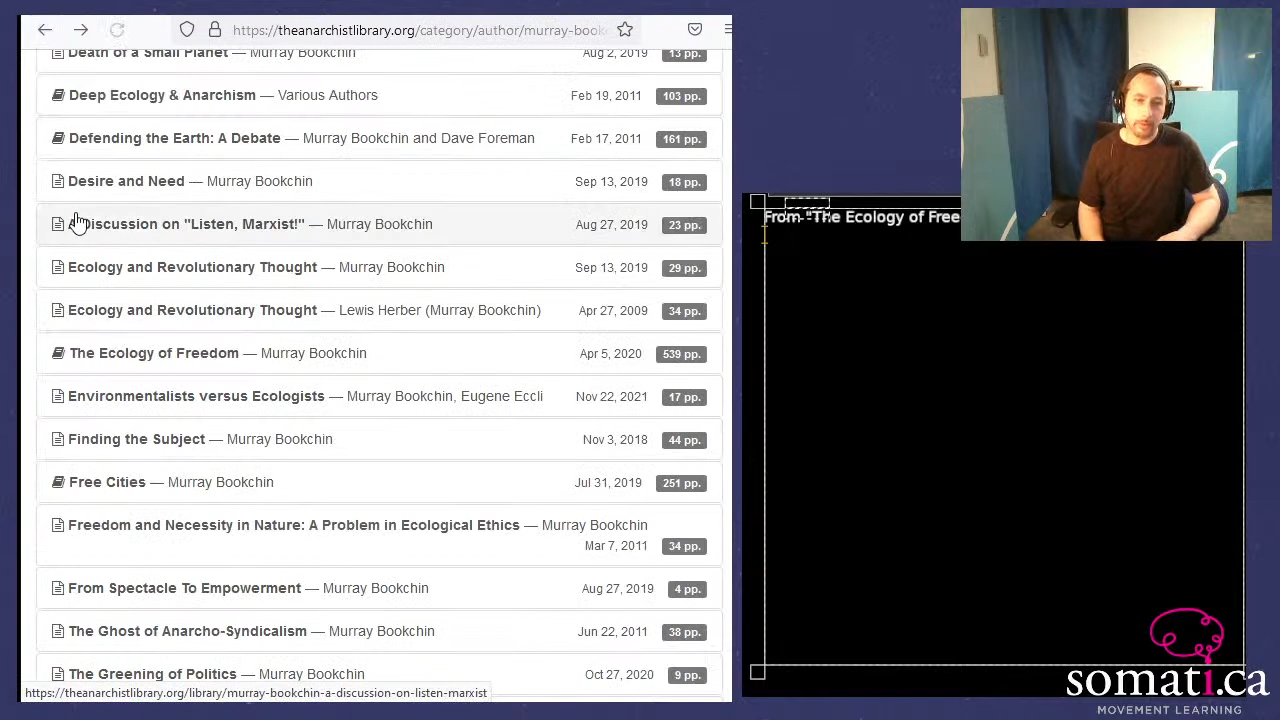 https://theanarchistlibrary.org/category/author/murray-book
Death of a Small Planet — Murray Bookchin Aug 2, 2019 13 pp.
Deep Ecology & Anarchism — Various Authors Feb 19, 2011 103 pp.
Defending the Earth: A Debate — Murray Bookchin and Dave Foreman Feb 17, 2011 161 pp.
Desire and Need — Murray Bookchin Sep 13, 2019 18 pp.
A Discussion on "Listen, Marxist!" — Murray Bookchin Aug 27, 2019 23 pp.
Ecology and Revolutionary Thought — Murray Bookchin Sep 13, 2019 29 pp.
Ecology and Revolutionary Thought — Lewis Herber (Murray Bookchin) Apr 27, 2009 34 pp.
The Ecology of Freedom — Murray Bookchin Apr 5, 2020 539 pp.
Environmentalists versus Ecologists — Murray Bookchin, Eugene Eccli Nov 22, 2021 17 pp.
Finding the Subject — Murray Bookchin Nov 3, 2018 44 pp.
Free Cities — Murray Bookchin Jul 31, 2019 251 pp.
Freedom and Necessity in Nature: A Problem in Ecological Ethics — Murray Bookchin
Mar 7, 2011 34 pp.
From Spectacle To Empowerment — Murray Bookchin Aug 27, 2019 4 pp.
The Ghost of Anarcho-Syndicalism — Murray Bookchin Jun 22, 2011 38 pp.
The Greening of Politics — Murray Bookchin Oct 27, 2020 9 pp.
https://theanarchistlibrary.org/library/murray-bookchin-a-discussion-on-listen-marxist
From "The Ecology of Free
somati.ca
MOVEMENT LEARNING